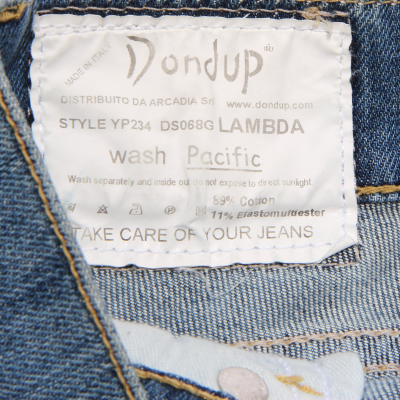 Dondup
MADE IN ITALY
DISTRIBUITO DA ARCADIA Srl www.dondup.com
STYLE YP234 DS068G LAMBDA
wash Pacific
Wash separately and inside out do not expose to direct sunlight
89% Cotton
11% Elastomultiester
TAKE CARE OF YOUR JEANS